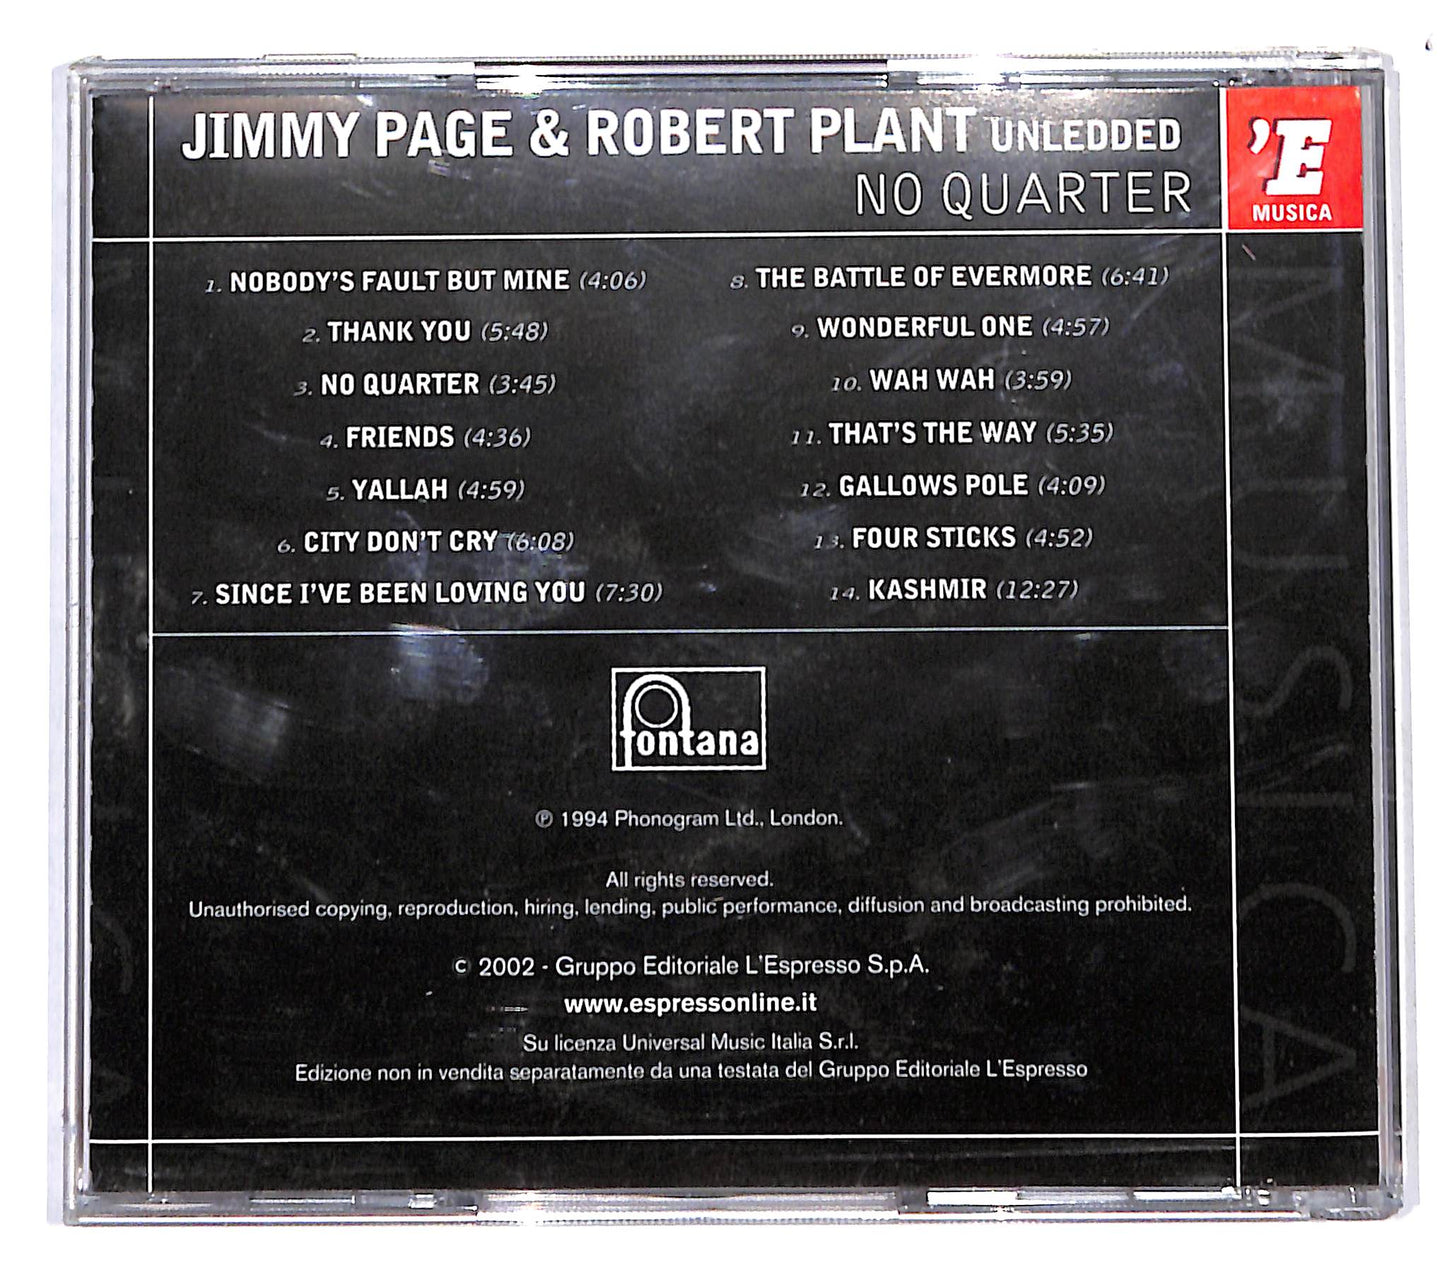 JIMMY PAGE & ROBERT PLANT UNLEDDED
NO QUARTER
'E
MUSICA
1. NOBODY'S FAULT BUT MINE (4:06)
2. THANK YOU (5:48)
3. NO QUARTER (3:45)
4. FRIENDS (4:36)
5. YALLAH (4:59)
6. CITY DON'T CRY (6:08)
7. SINCE I'VE BEEN LOVING YOU (7:30)
8. THE BATTLE OF EVERMORE (6:41)
9. WONDERFUL ONE (4:57)
10. WAH WAH (3:59)
11. THAT'S THE WAY (5:35)
12. GALLOWS POLE (4:09)
13. FOUR STICKS (4:52)
14. KASHMIR (12:27)
fontana
℗ 1994 Phonogram Ltd., London.
All rights reserved.
Unauthorised copying, reproduction, hiring, lending, public performance, diffusion and broadcasting prohibited.
© 2002 - Gruppo Editoriale L'Espresso S.p.A.
www.espressonline.it
Su licenza Universal Music Italia S.r.l.
Edizione non in vendita separatamente da una testata del Gruppo Editoriale L'Espresso
MUSICA